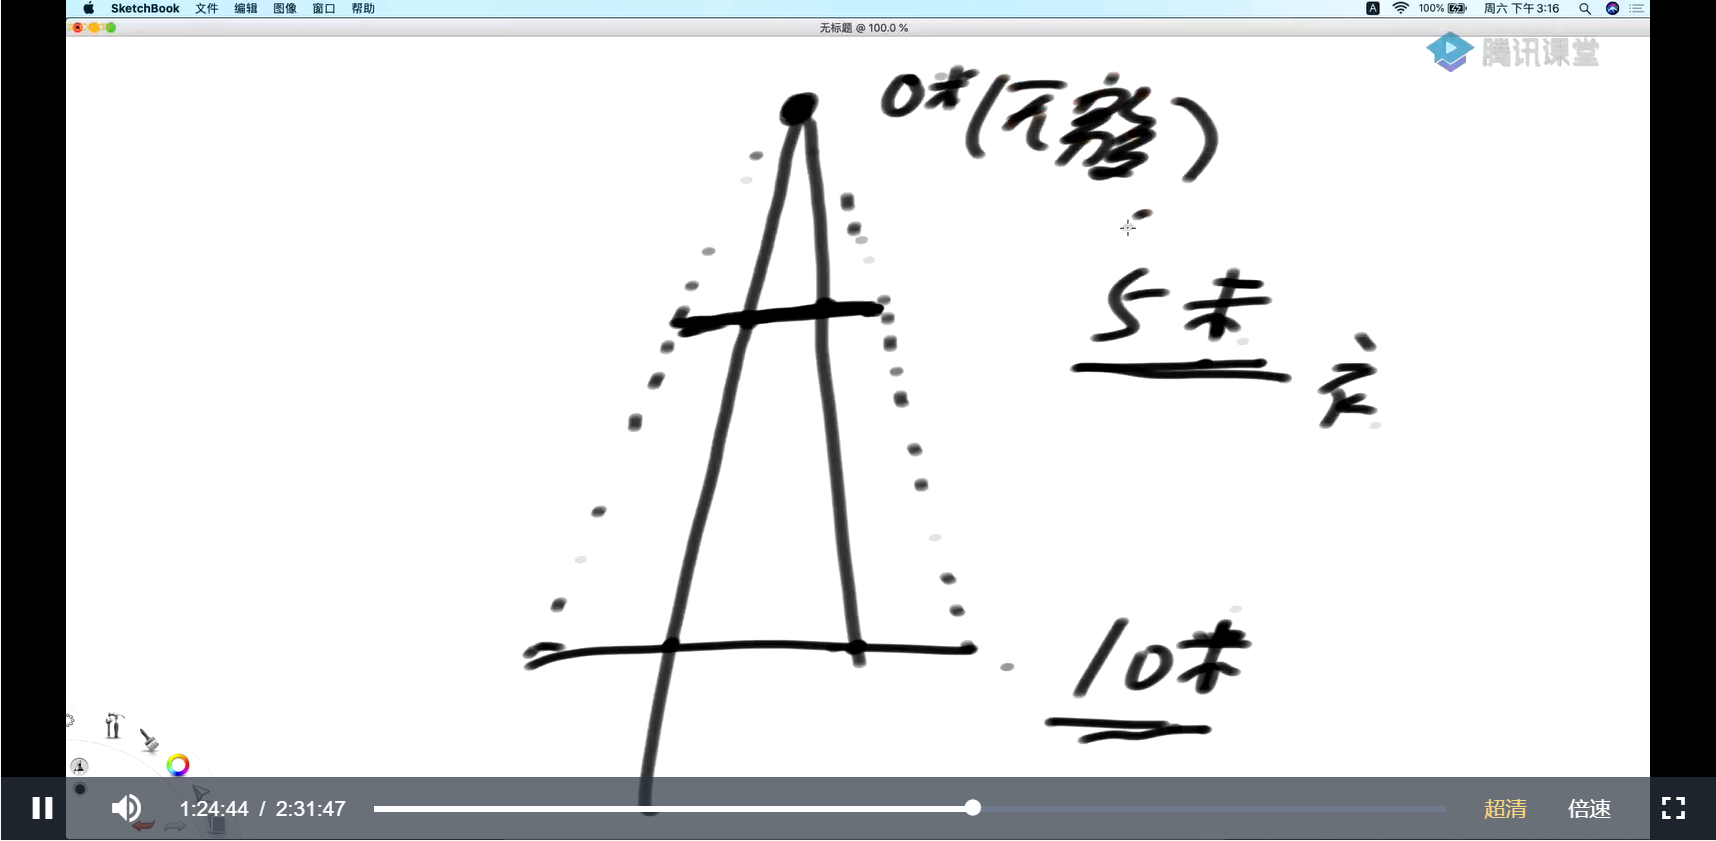 SketchBook 文件 编辑 图像 窗口 帮助
A 100% 周六 下午3:16
无标题 @ 100.0 %
腾讯课堂
0米
5米
10米
1:24:44 / 2:31:47
超清 倍速